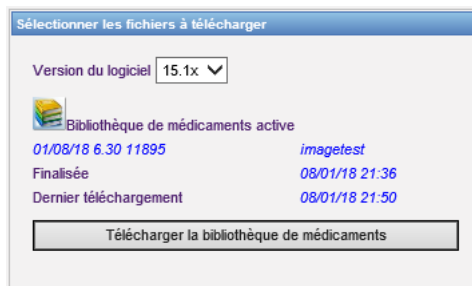 Sélectionner les fichiers à télécharger
Version du logiciel 15.1x
Bibliothèque de médicaments active
01/08/18 6.30 11895 imagetest
Finalisée 08/01/18 21:36
Dernier téléchargement 08/01/18 21:50
Télécharger la bibliothèque de médicaments